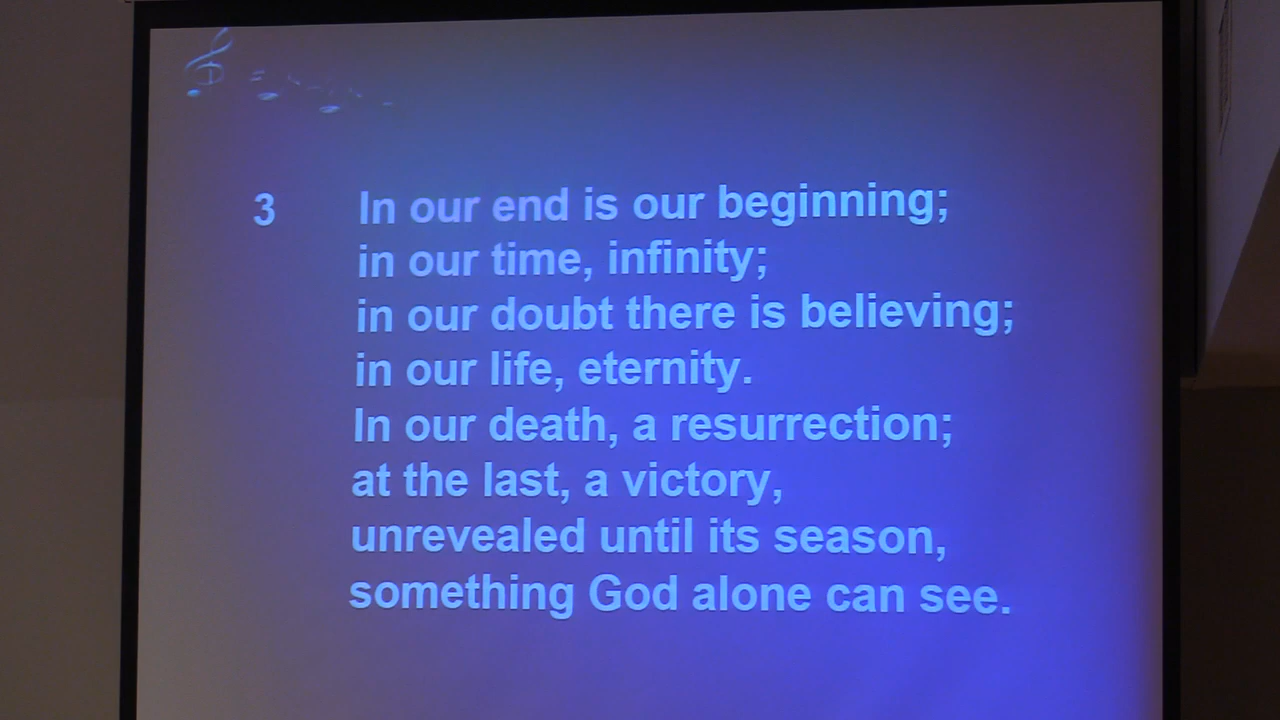 3 In our end is our beginning;
in our time, infinity;
in our doubt there is believing;
in our life, eternity.
In our death, a resurrection;
at the last, a victory,
unrevealed until its season,
something God alone can see.